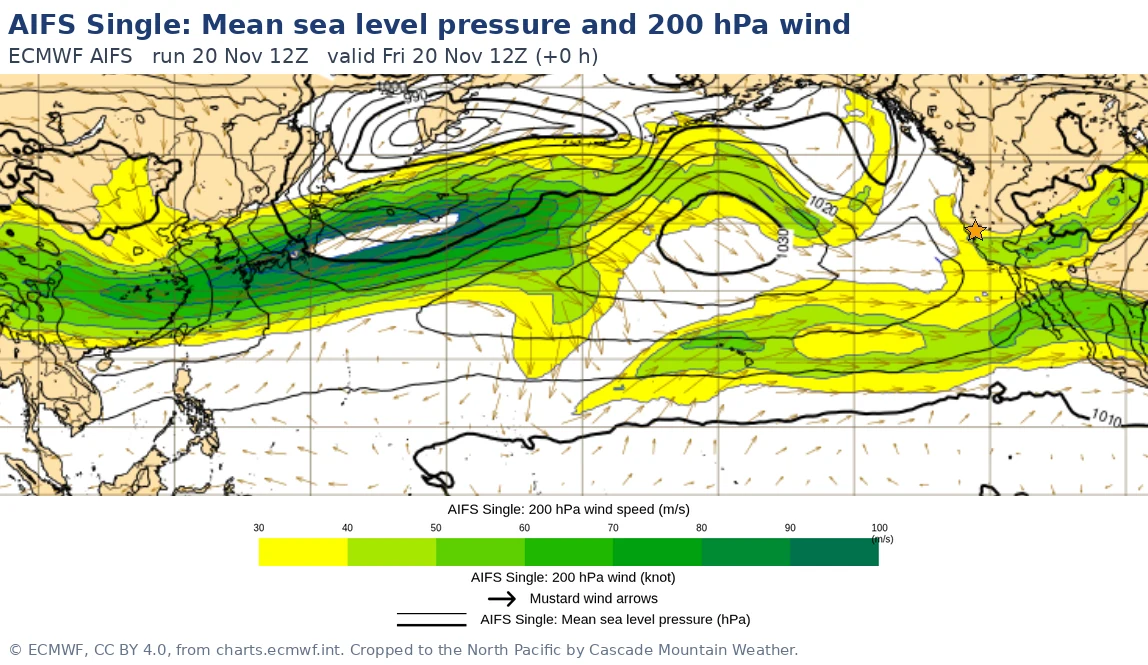 AIFS Single: Mean sea level pressure and 200 hPa wind
ECMWF AIFS   run 20 Nov 12Z   valid Fri 20 Nov 12Z (+0 h)
990
1020
1030
1010
AIFS Single: 200 hPa wind speed (m/s)
30 40 50 60 70 80 90 100
(m/s)
AIFS Single: 200 hPa wind (knot)
Mustard wind arrows
AIFS Single: Mean sea level pressure (hPa)
© ECMWF, CC BY 4.0, from charts.ecmwf.int. Cropped to the North Pacific by Cascade Mountain Weather.